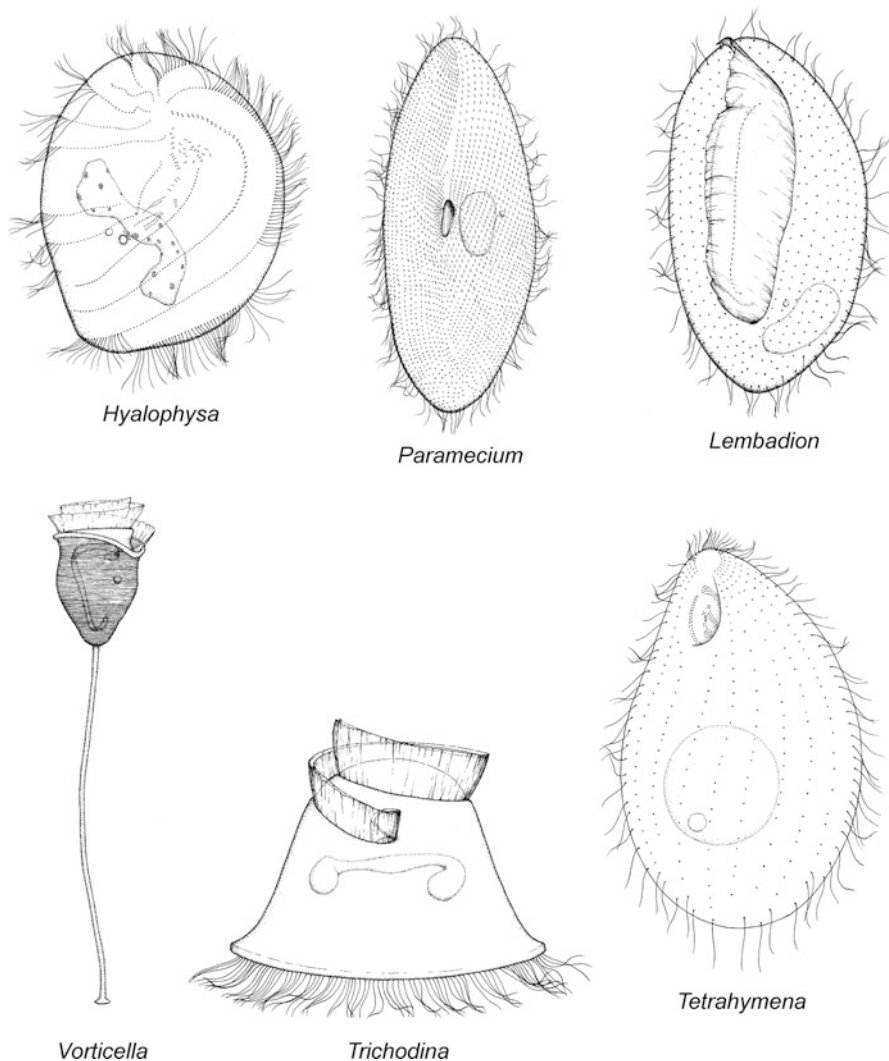 Hyalophysa
Paramecium
Lembadion
Vorticella
Trichodina
Tetrahymena